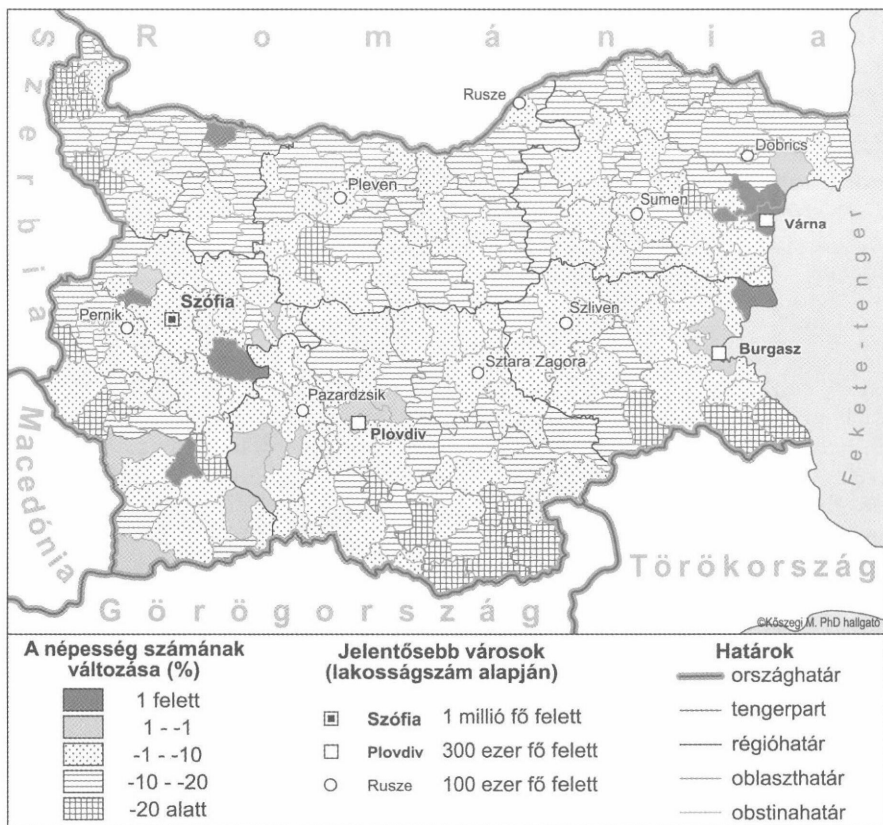 Románia
Szerbia
Rusze
Dobrics
Pleven
Sumen
Várna
Szófia
Pernik
Szliven
Burgasz
Sztara Zagora
Pazardzsik
Plovdiv
Fekete-tenger
Macedónia
Törökország
Görögország
©Kőszegi M. PhD hallgató
A népesség számának
változása (%)
1 felett
1 - -1
-1 - -10
-10 - -20
-20 alatt
Jelentősebb városok
(lakosságszám alapján)
Szófia 1 millió fő felett
Plovdiv 300 ezer fő felett
Rusze 100 ezer fő felett
Határok
országhatár
tengerpart
régióhatár
oblaszthatár
obstinahatár